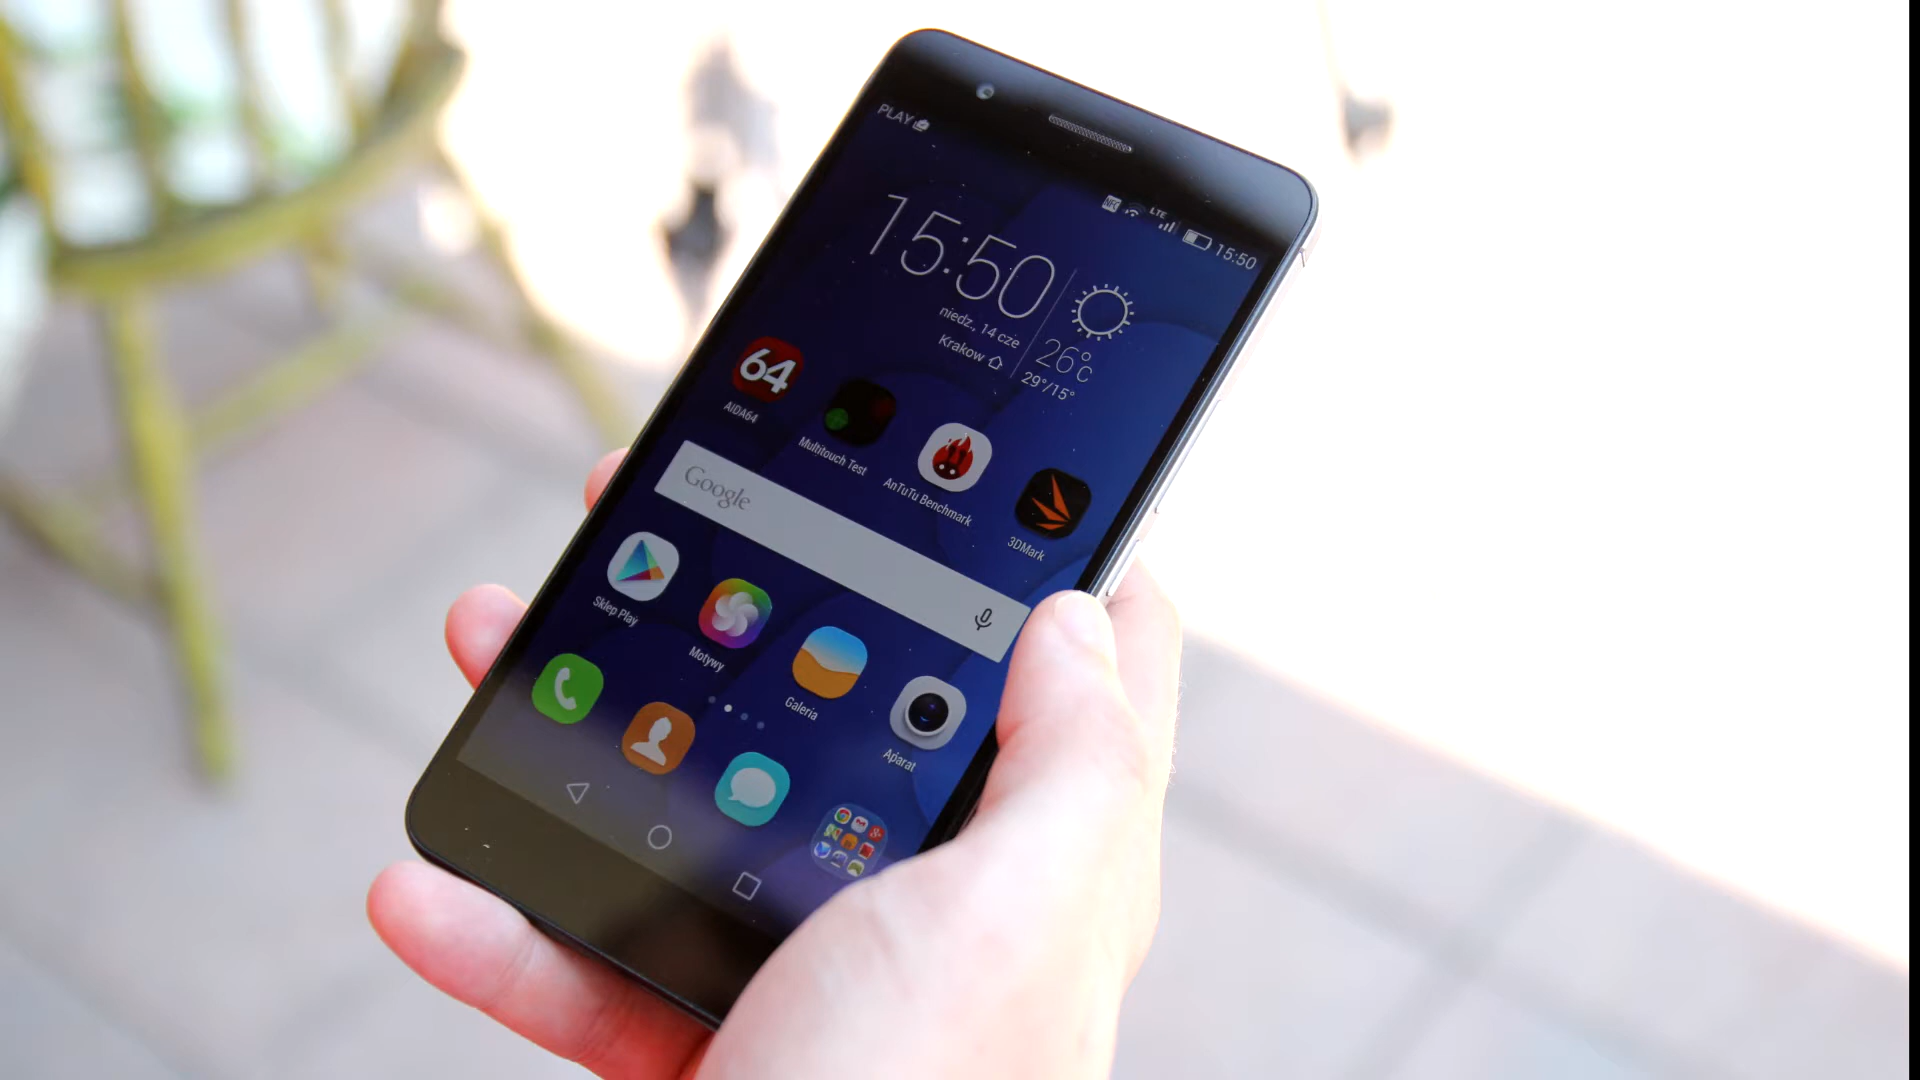 PLAY
NFC LTE 15:50
15:50
niedz., 14 cze
Krakow
26°C
29°/15°
64
AIDA64
Multitouch Test
AnTuTu Benchmark
3DMark
Google
Sklep Play
Motywy
Galeria
Aparat